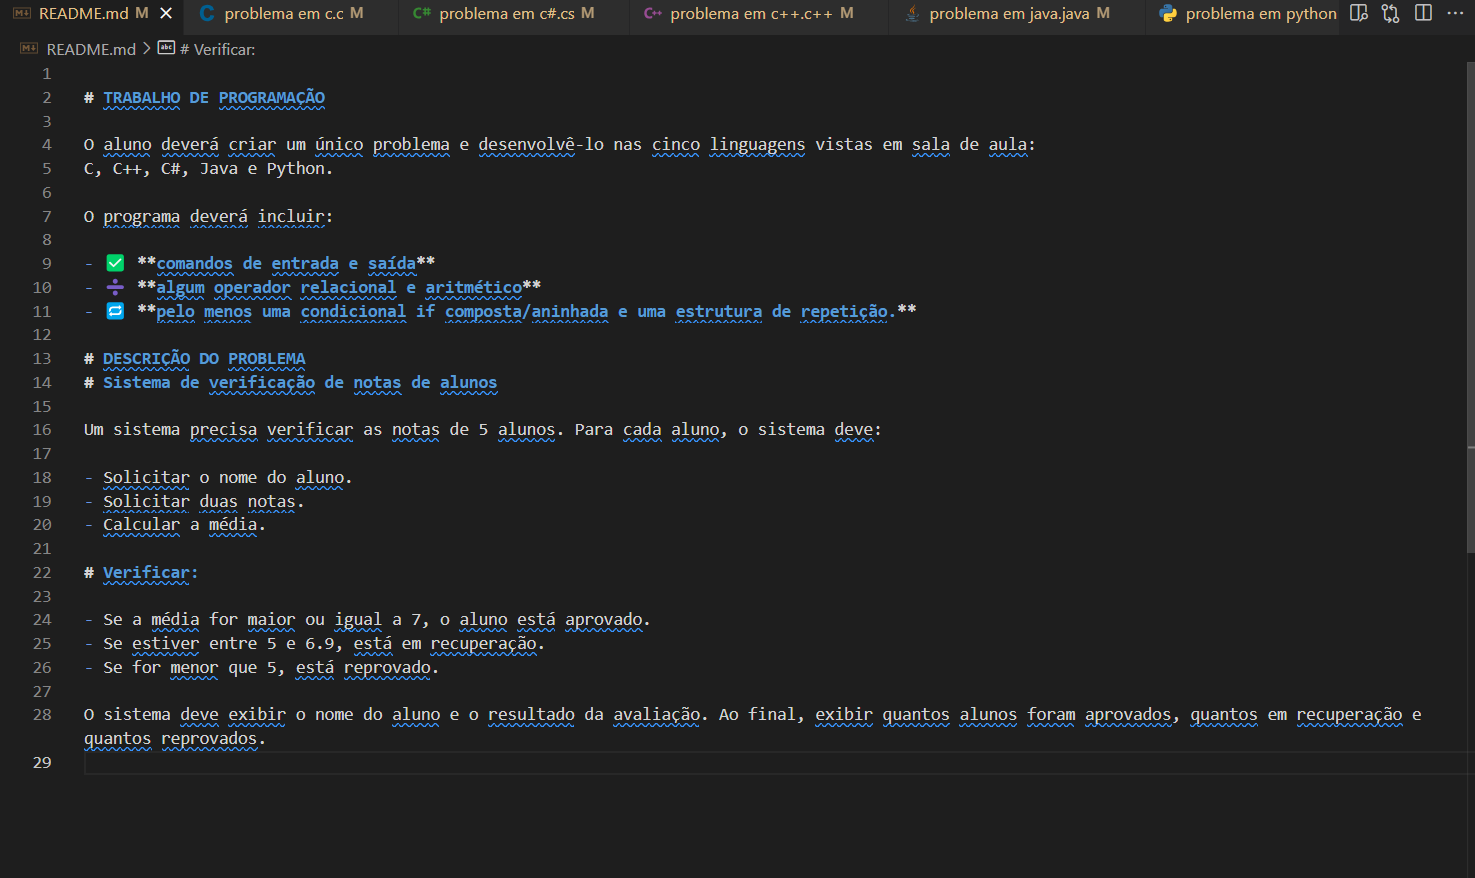 README.md M problema em c.c M problema em c#.cs M problema em c++.c++ M problema em java.java M problema em python
README.md > # Verificar:
1
2 # TRABALHO DE PROGRAMAÇÃO
3
4 O aluno deverá criar um único problema e desenvolvê-lo nas cinco linguagens vistas em sala de aula:
5 C, C++, C#, Java e Python.
6
7 O programa deverá incluir:
8
9 - ✅ **comandos de entrada e saída**
10 - ➗ **algum operador relacional e aritmético**
11 - 🔁 **pelo menos uma condicional if composta/aninhada e uma estrutura de repetição.**
12
13 # DESCRIÇÃO DO PROBLEMA
14 # Sistema de verificação de notas de alunos
15
16 Um sistema precisa verificar as notas de 5 alunos. Para cada aluno, o sistema deve:
17
18 - Solicitar o nome do aluno.
19 - Solicitar duas notas.
20 - Calcular a média.
21
22 # Verificar:
23
24 - Se a média for maior ou igual a 7, o aluno está aprovado.
25 - Se estiver entre 5 e 6.9, está em recuperação.
26 - Se for menor que 5, está reprovado.
27
28 O sistema deve exibir o nome do aluno e o resultado da avaliação. Ao final, exibir quantos alunos foram aprovados, quantos em recuperação e
quantos reprovados.
29